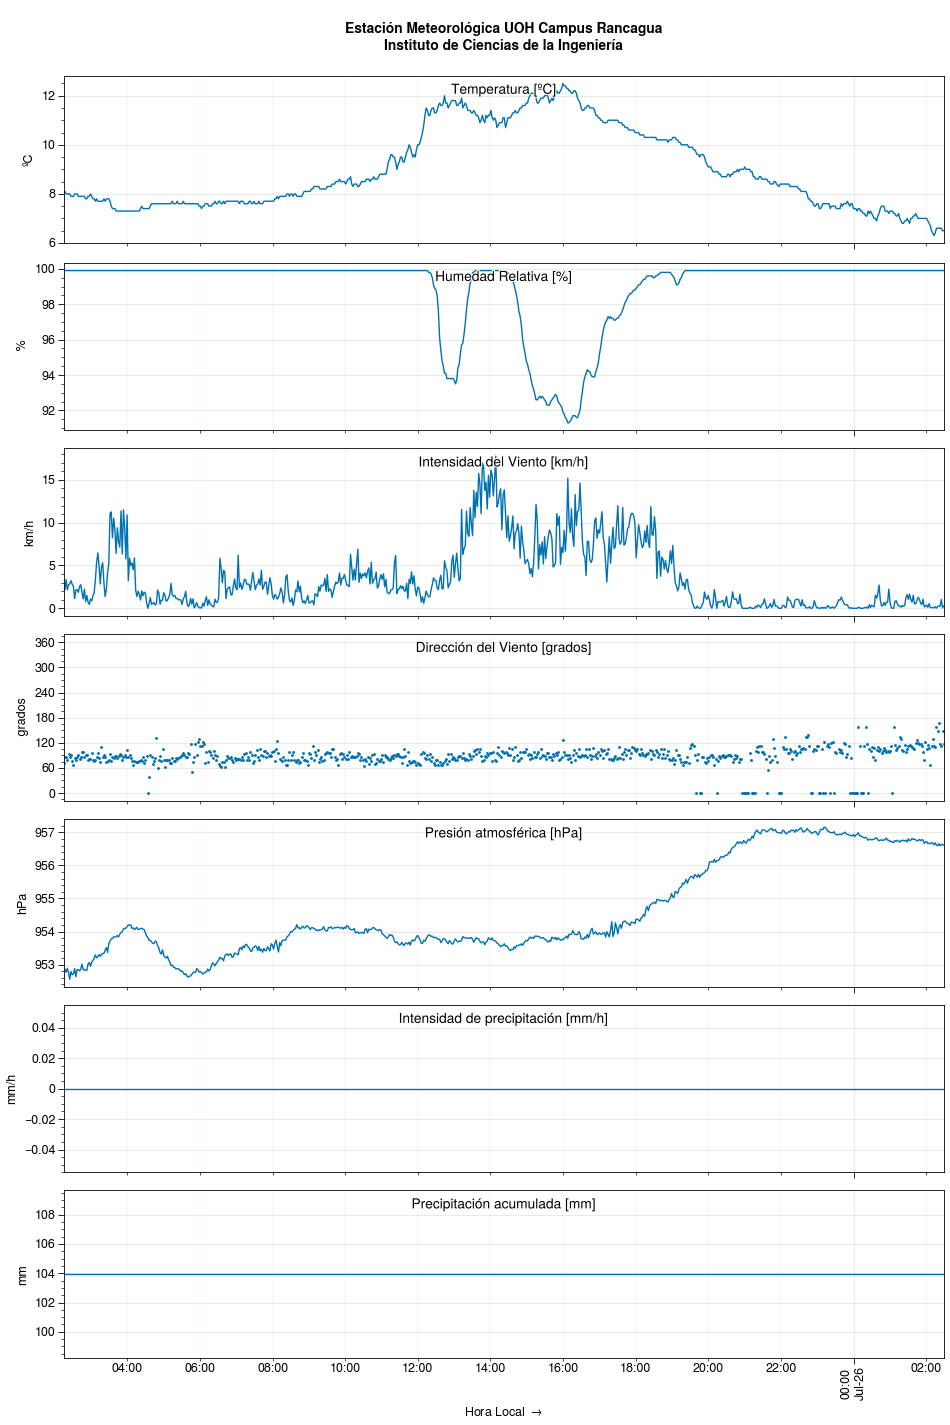 Estación Meteorológica UOH Campus Rancagua
Instituto de Ciencias de la Ingeniería
Temperatura [ºC]
ºC
12
10
8
6
Humedad Relativa [%]
%
100
98
96
94
92
Intensidad del Viento [km/h]
km/h
15
10
5
0
Dirección del Viento [grados]
grados
360
300
240
180
120
60
0
Presión atmosférica [hPa]
hPa
957
956
955
954
953
Intensidad de precipitación [mm/h]
mm/h
0.04
0.02
0
−0.02
−0.04
Precipitación acumulada [mm]
mm
108
106
104
102
100
04:00 06:00 08:00 10:00 12:00 14:00 16:00 18:00 20:00 22:00 00:00 02:00
Jul-26
Hora Local →